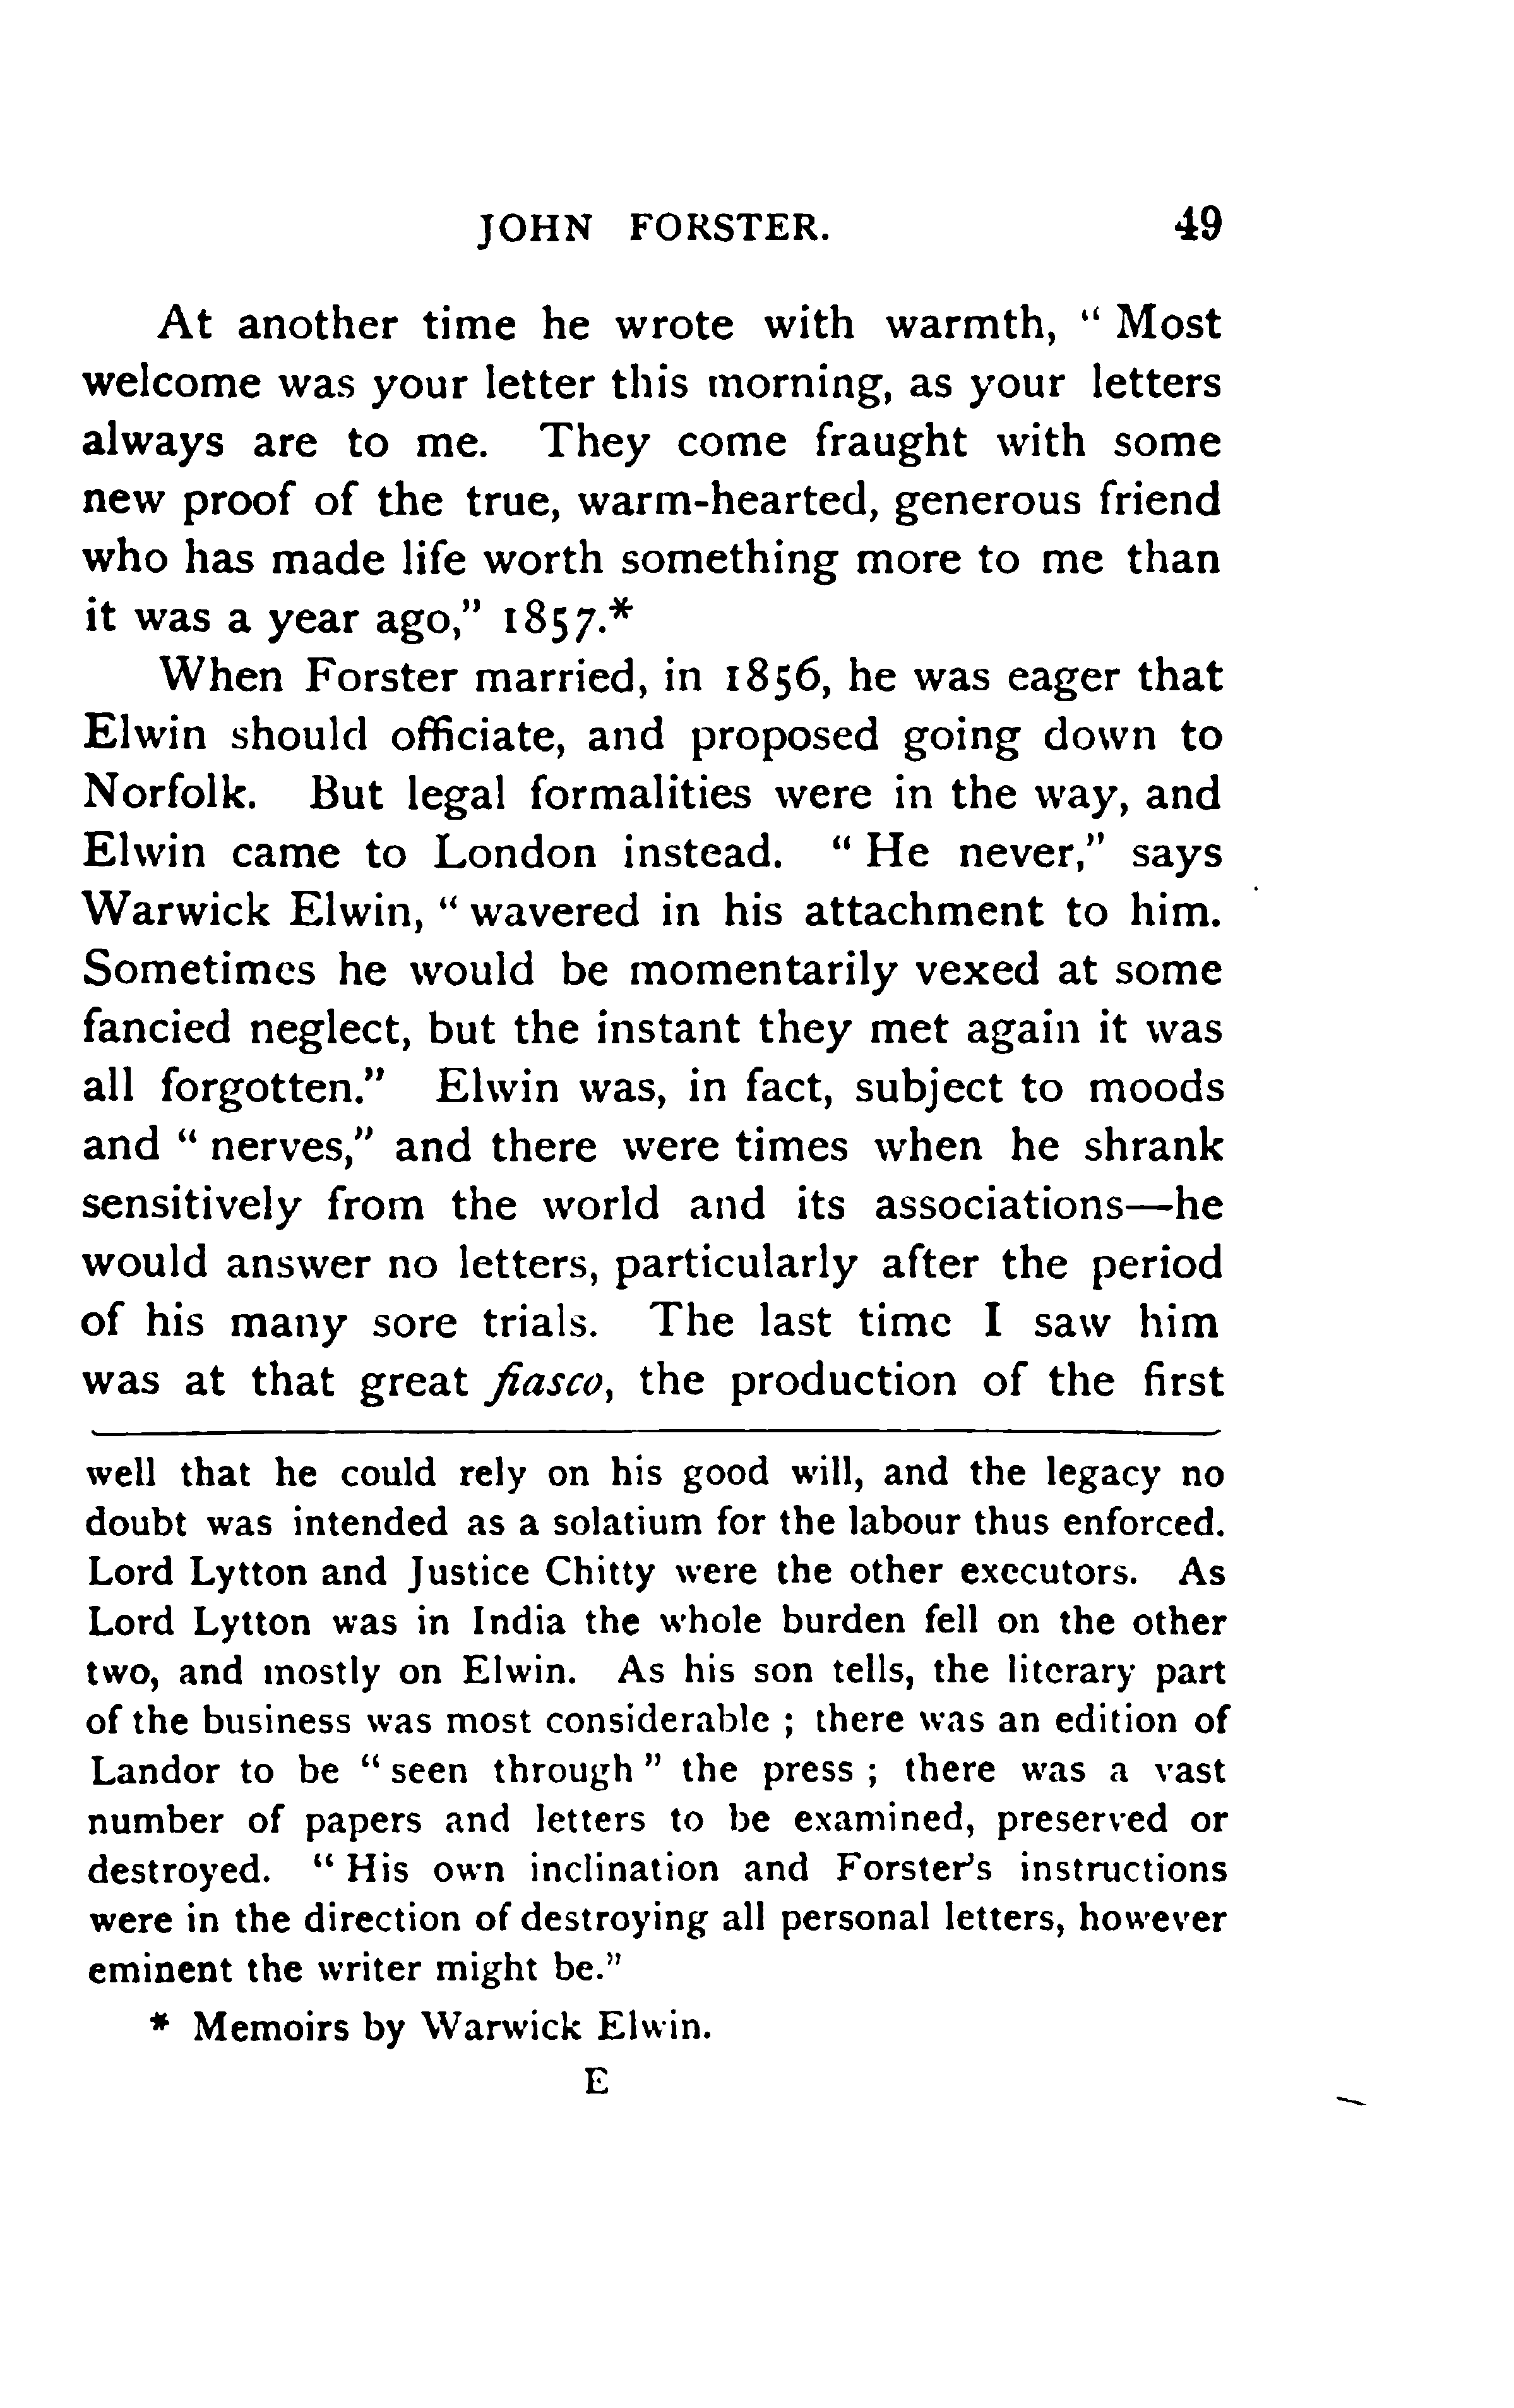 JOHN FORSTER. 49
At another time he wrote with warmth, “ Most
welcome was your letter this morning, as your letters
always are to me. They come fraught with some
new proof of the true, warm-hearted, generous friend
who has made life worth something more to me than
it was a year ago,” 1857.*
When Forster married, in 1856, he was eager that
Elwin should officiate, and proposed going down to
Norfolk. But legal formalities were in the way, and
Elwin came to London instead. “ He never,” says
Warwick Elwin, “ wavered in his attachment to him.
Sometimes he would be momentarily vexed at some
fancied neglect, but the instant they met again it was
all forgotten.” Elwin was, in fact, subject to moods
and “ nerves,” and there were times when he shrank
sensitively from the world and its associations—he
would answer no letters, particularly after the period
of his many sore trials. The last time I saw him
was at that great fiasco, the production of the first
well that he could rely on his good will, and the legacy no
doubt was intended as a solatium for the labour thus enforced.
Lord Lytton and Justice Chitty were the other executors. As
Lord Lytton was in India the whole burden fell on the other
two, and mostly on Elwin. As his son tells, the literary part
of the business was most considerable ; there was an edition of
Landor to be “ seen through ” the press ; there was a vast
number of papers and letters to be examined, preserved or
destroyed. “ His own inclination and Forster’s instructions
were in the direction of destroying all personal letters, however
eminent the writer might be.”
* Memoirs by Warwick Elwin.
E